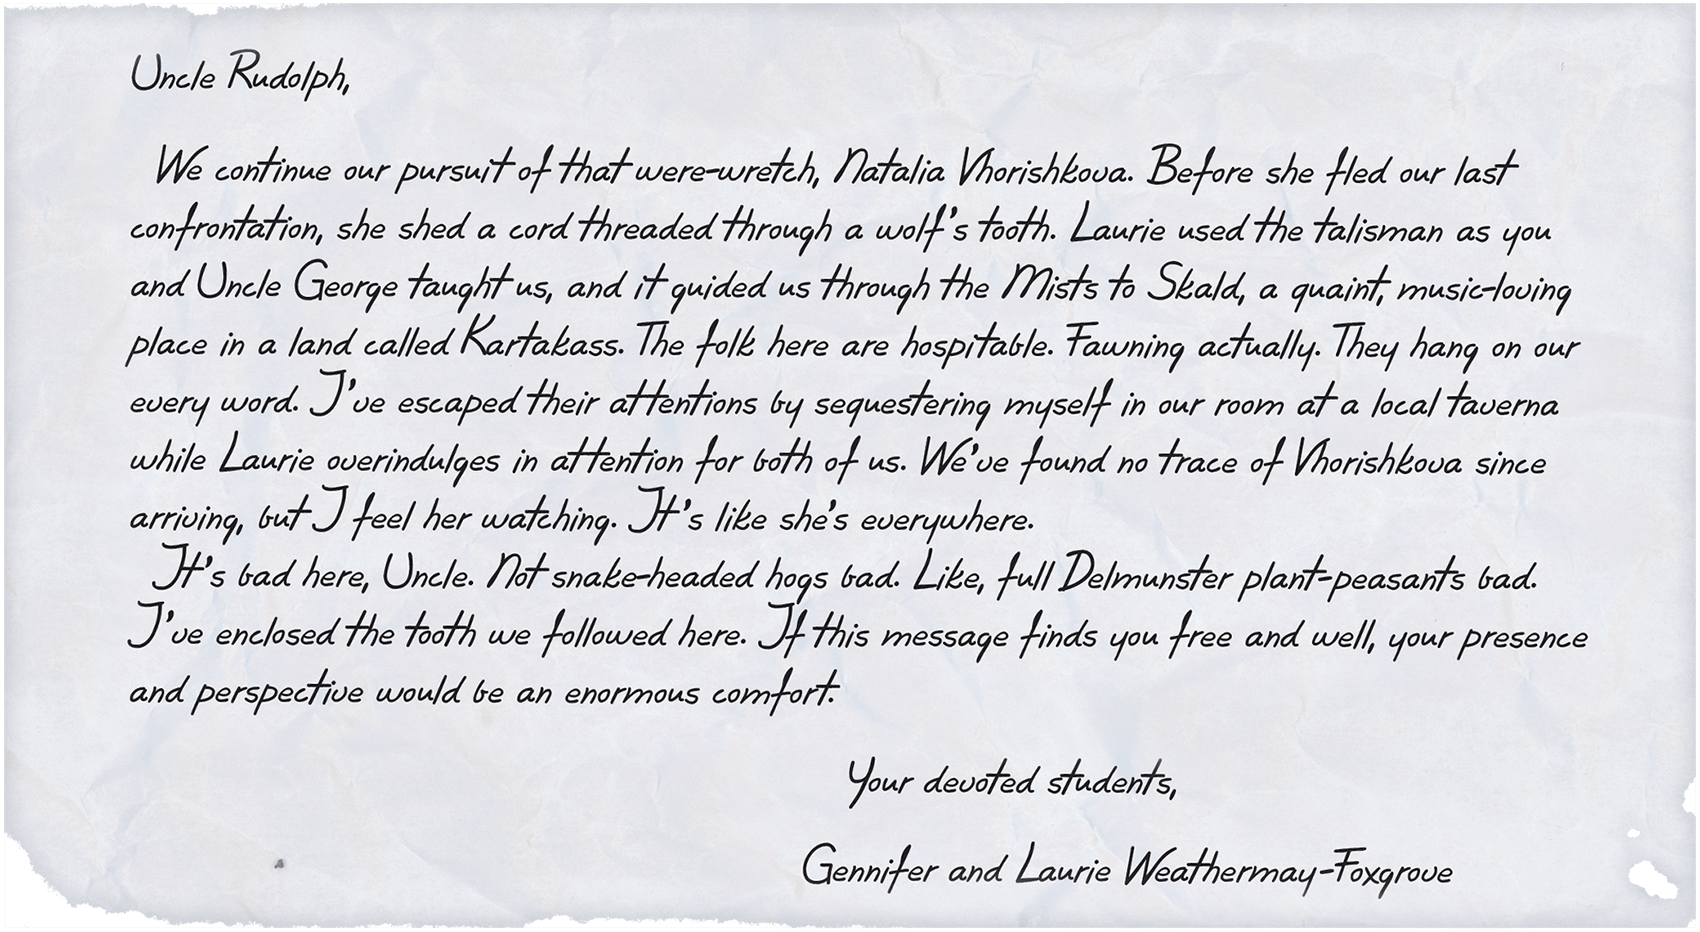 Uncle Rudolph,
We continue our pursuit of that were-wretch, Natalia Vhorishkova. Before she fled our last
confrontation, she shed a cord threaded through a wolf's tooth. Laurie used the talisman as you
and Uncle George taught us, and it guided us through the Mists to Skald, a quaint, music-loving
place in a land called Kartakass. The folk here are hospitable. Fawning actually. They hang on our
every word. I've escaped their attentions by sequestering myself in our room at a local taverna
while Laurie overindulges in attention for both of us. We've found no trace of Vhorishkova since
arriving, but I feel her watching. It's like she's everywhere.
It's bad here, Uncle. Not snake-headed hogs bad. Like, full Delmunster plant-peasants bad.
I've enclosed the tooth we followed here. If this message finds you free and well, your presence
and perspective would be an enormous comfort.
Your devoted students,
Gennifer and Laurie Weathermay-Foxgrove